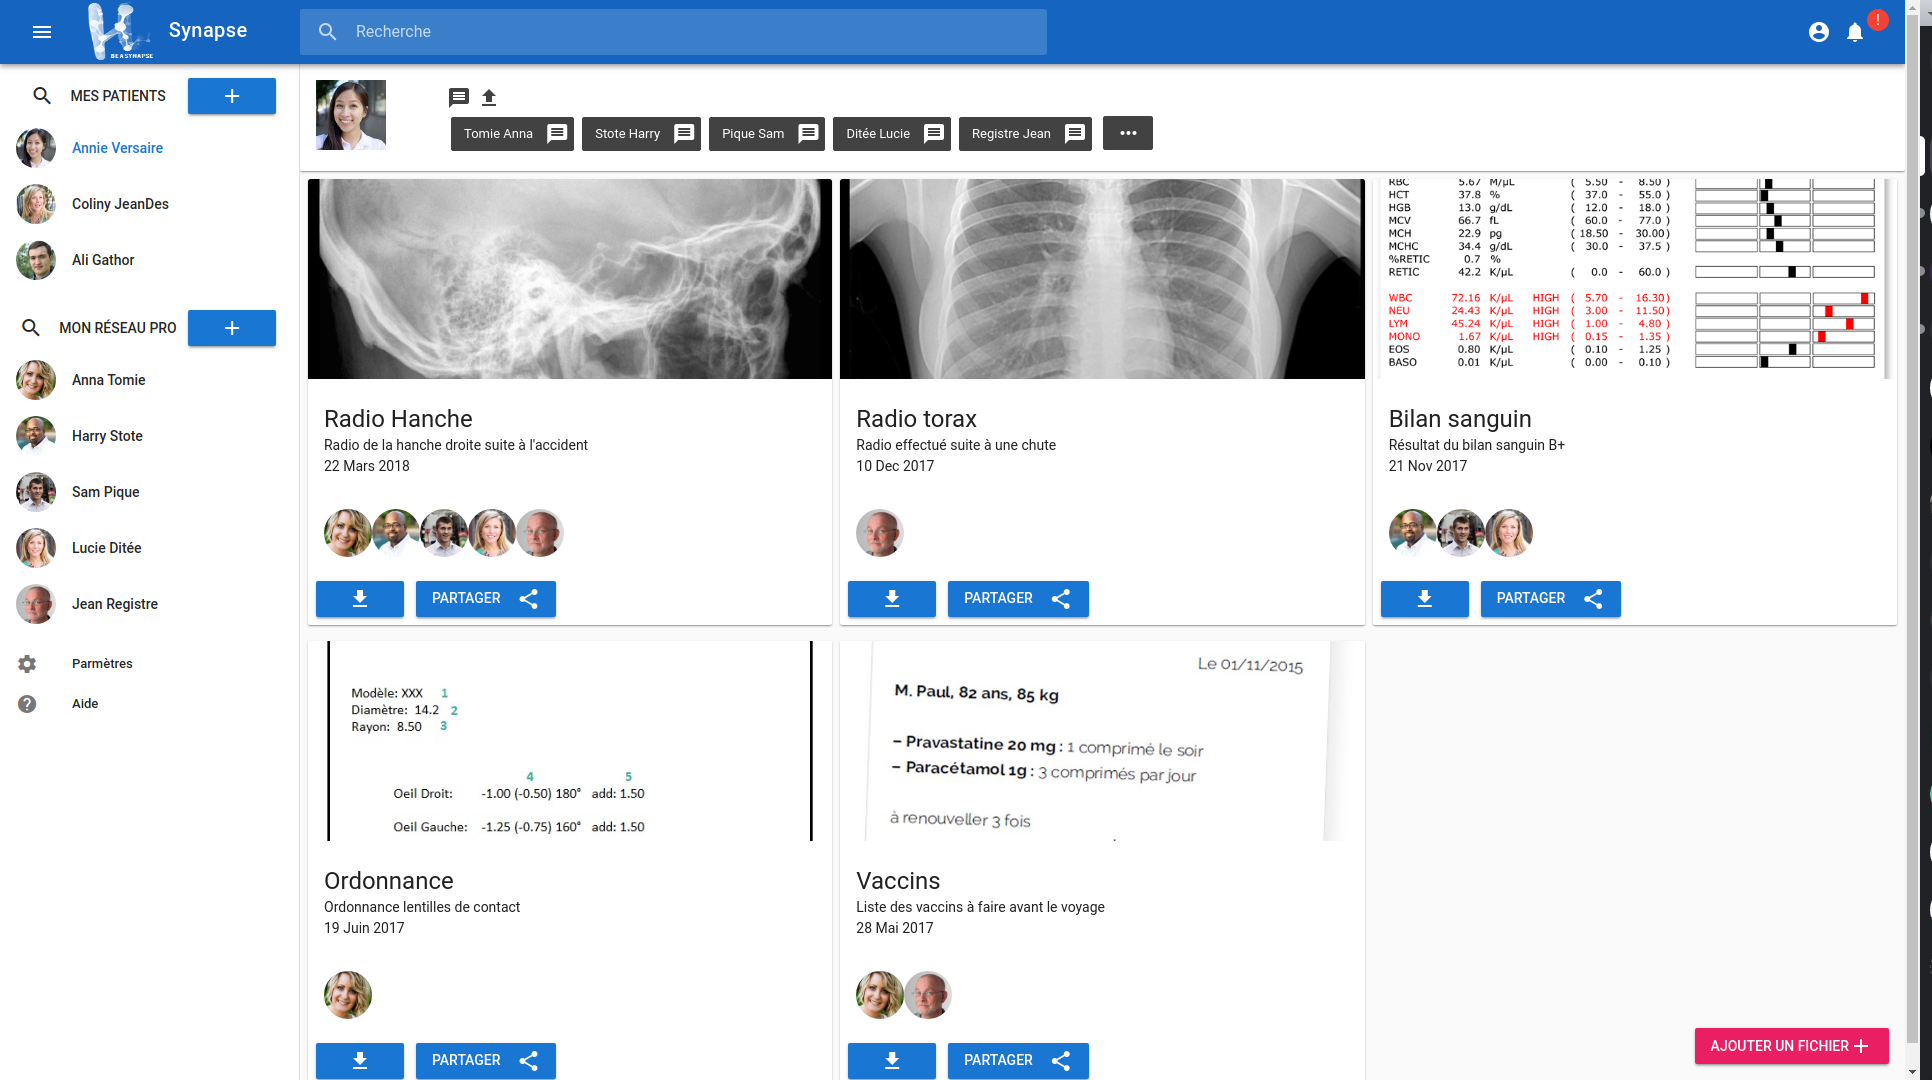 BEASYNAPSE
Synapse
Recherche
!
MES PATIENTS
Annie Versaire
Coliny JeanDes
Ali Gathor
MON RÉSEAU PRO
Anna Tomie
Harry Stote
Sam Pique
Lucie Ditée
Jean Registre
Parmètres
Aide
Tomie Anna
Stote Harry
Pique Sam
Ditée Lucie
Registre Jean
Radio Hanche
Radio de la hanche droite suite à l'accident
22 Mars 2018
PARTAGER
Radio torax
Radio effectué suite à une chute
10 Dec 2017
PARTAGER
RBC 5.67 M/µL ( 5.50 - 8.50 )
HCT 37.8 % ( 37.0 - 55.0 )
HGB 13.0 g/dL ( 12.0 - 18.0 )
MCV 66.7 fL ( 60.0 - 77.0 )
MCH 22.9 pg ( 18.50 - 30.00)
MCHC 34.4 g/dL ( 30.0 - 37.5 )
%RETIC 0.7 %
RETIC 42.2 K/µL ( 0.0 - 60.0 )
WBC 72.16 K/µL HIGH ( 5.70 - 16.30)
NEU 24.43 K/µL HIGH ( 3.00 - 11.50)
LYM 45.24 K/µL HIGH ( 1.00 - 4.80 )
MONO 1.67 K/µL HIGH ( 0.15 - 1.35 )
EOS 0.80 K/µL ( 0.10 - 1.25 )
BASO 0.01 K/µL ( 0.00 - 0.10 )
Bilan sanguin
Résultat du bilan sanguin B+
21 Nov 2017
PARTAGER
Modèle: XXX 1
Diamètre: 14.2 2
Rayon: 8.50 3
4 5
Oeil Droit: -1.00 (-0.50) 180° add: 1.50
Oeil Gauche: -1.25 (-0.75) 160° add: 1.50
Ordonnance
Ordonnance lentilles de contact
19 Juin 2017
PARTAGER
Le 01/11/2015
M. Paul, 82 ans, 85 kg
– Pravastatine 20 mg : 1 comprimé le soir
– Paracétamol 1g : 3 comprimés par jour
à renouveller 3 fois
Vaccins
Liste des vaccins à faire avant le voyage
28 Mai 2017
PARTAGER
AJOUTER UN FICHIER